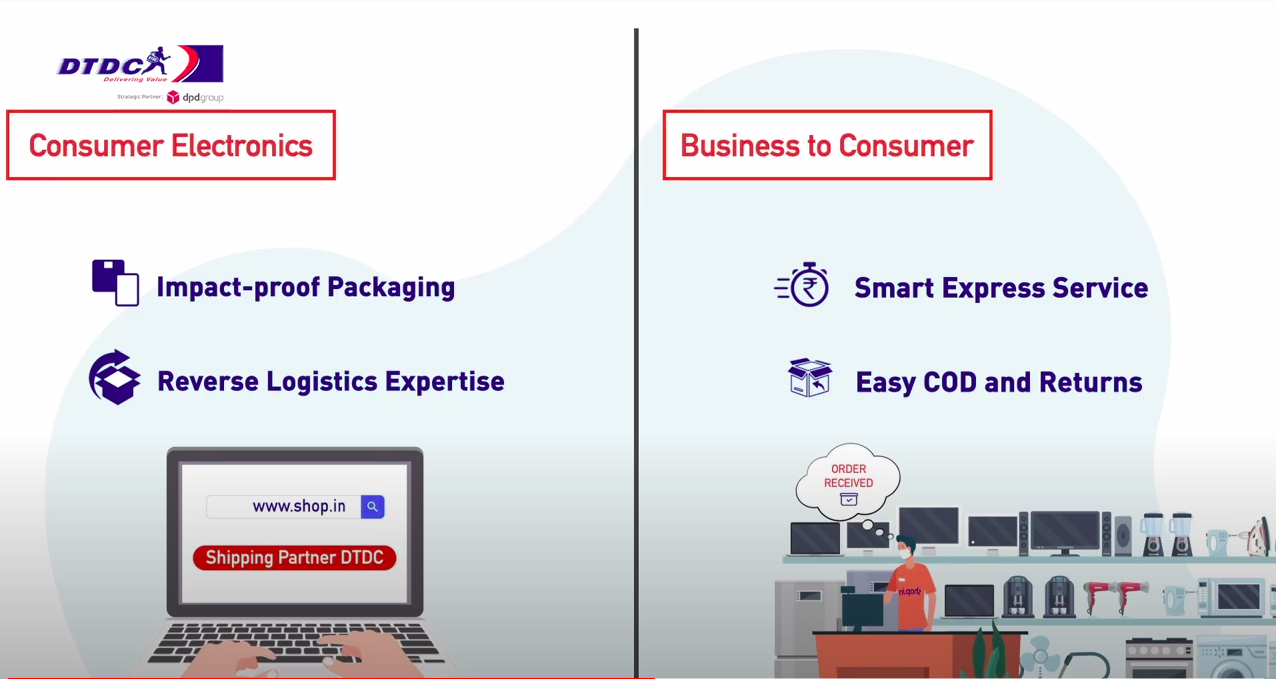 DTDC
Delivering Value
Strategic Partner: dpdgroup
Consumer Electronics
Impact-proof Packaging
Reverse Logistics Expertise
www.shop.in
Shipping Partner DTDC
Business to Consumer
₹
Smart Express Service
Easy COD and Returns
ORDER
RECEIVED